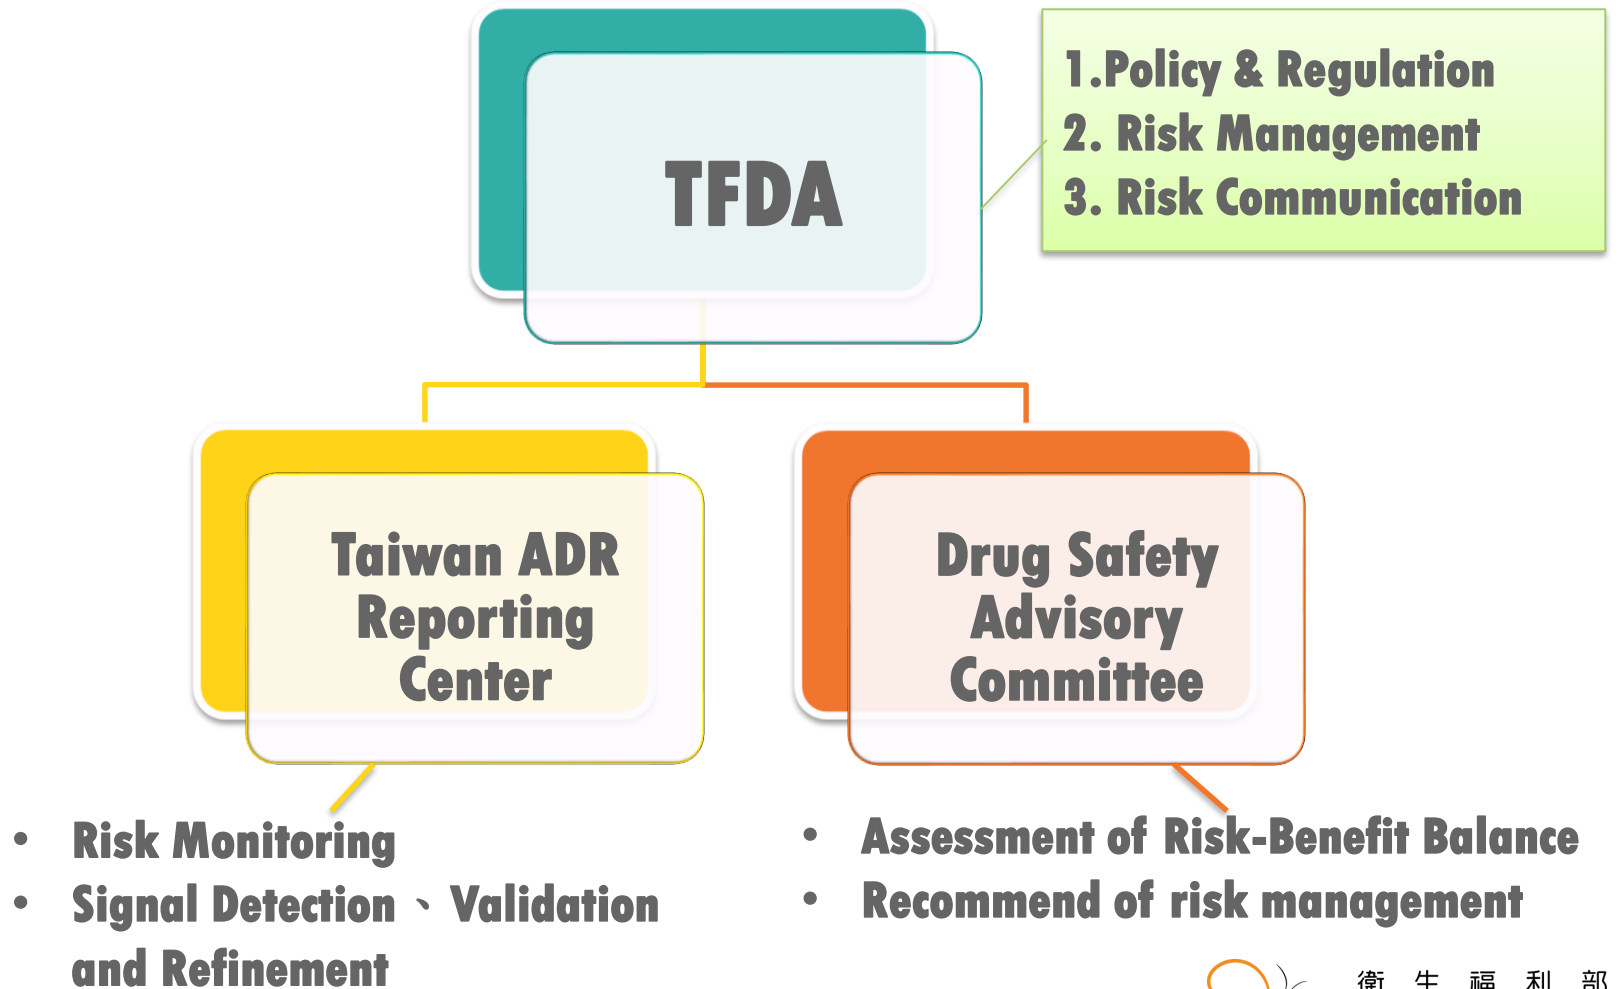 TFDA
1.Policy & Regulation
2. Risk Management
3. Risk Communication
Taiwan ADR
Reporting
Center
Drug Safety
Advisory
Committee
• Risk Monitoring
• Signal Detection、Validation
and Refinement
• Assessment of Risk-Benefit Balance
• Recommend of risk management
衛生福利部